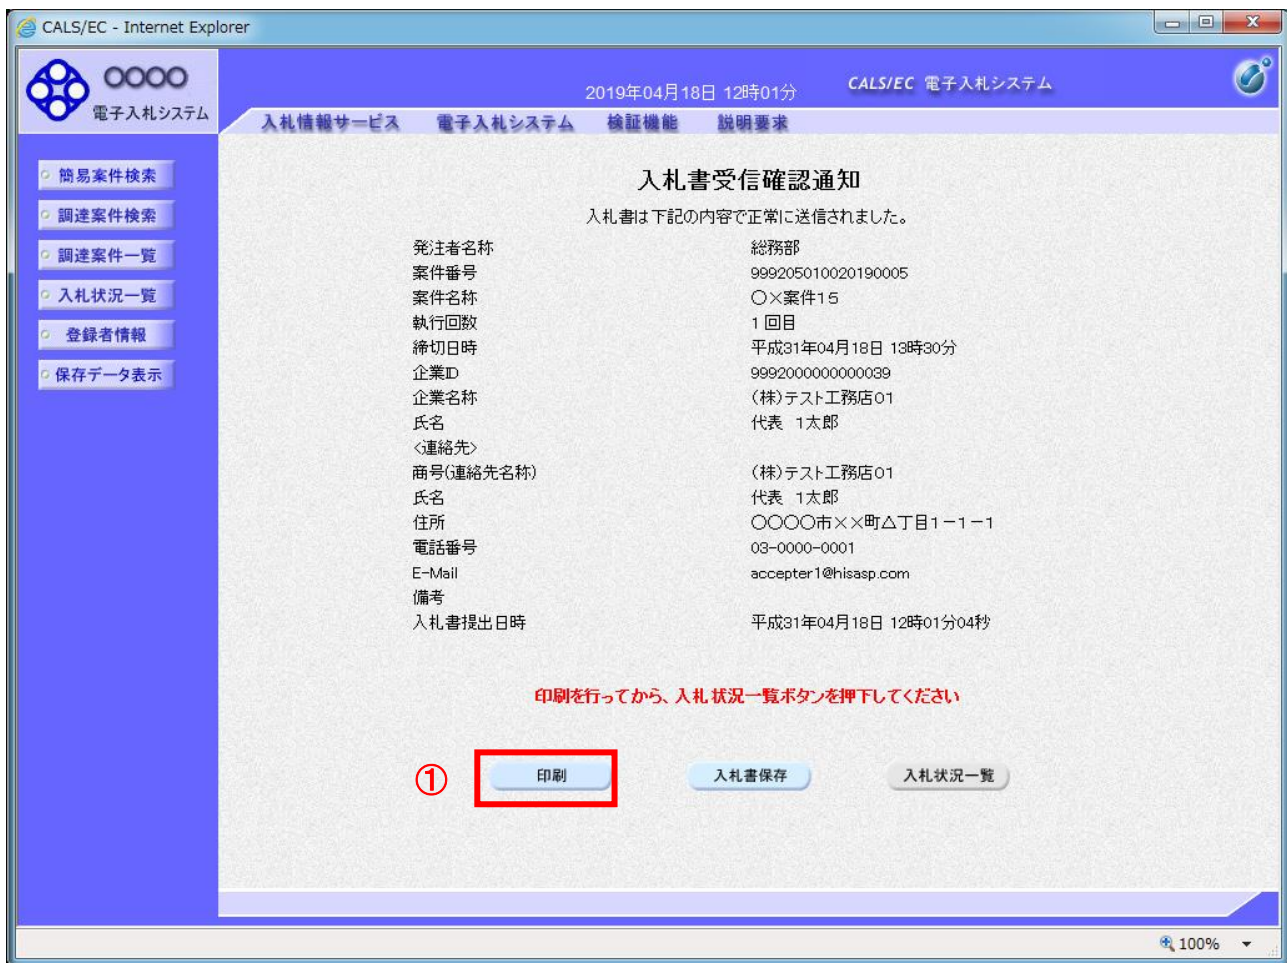 CALS/EC - Internet Explorer
〇〇〇〇
電子入札システム
2019年04月18日 12時01分
CALS/EC 電子入札システム
入札情報サービス 電子入札システム 検証機能 説明要求
簡易案件検索
調達案件検索
調達案件一覧
入札状況一覧
登録者情報
保存データ表示
入札書受信確認通知
入札書は下記の内容で正常に送信されました。
発注者名称 総務部
案件番号 999205010020190005
案件名称 〇×案件15
執行回数 1回目
締切日時 平成31年04月18日 13時30分
企業ID 9992000000000039
企業名称 (株)テスト工務店01
氏名 代表 1太郎
<連絡先>
商号(連絡先名称) (株)テスト工務店01
氏名 代表 1太郎
住所 〇〇〇〇市××町△丁目1-1-1
電話番号 03-0000-0001
E-Mail accepter1@hisasp.com
備考
入札書提出日時 平成31年04月18日 12時01分04秒
印刷を行ってから、入札状況一覧ボタンを押下してください
① 印刷 入札書保存 入札状況一覧
100%